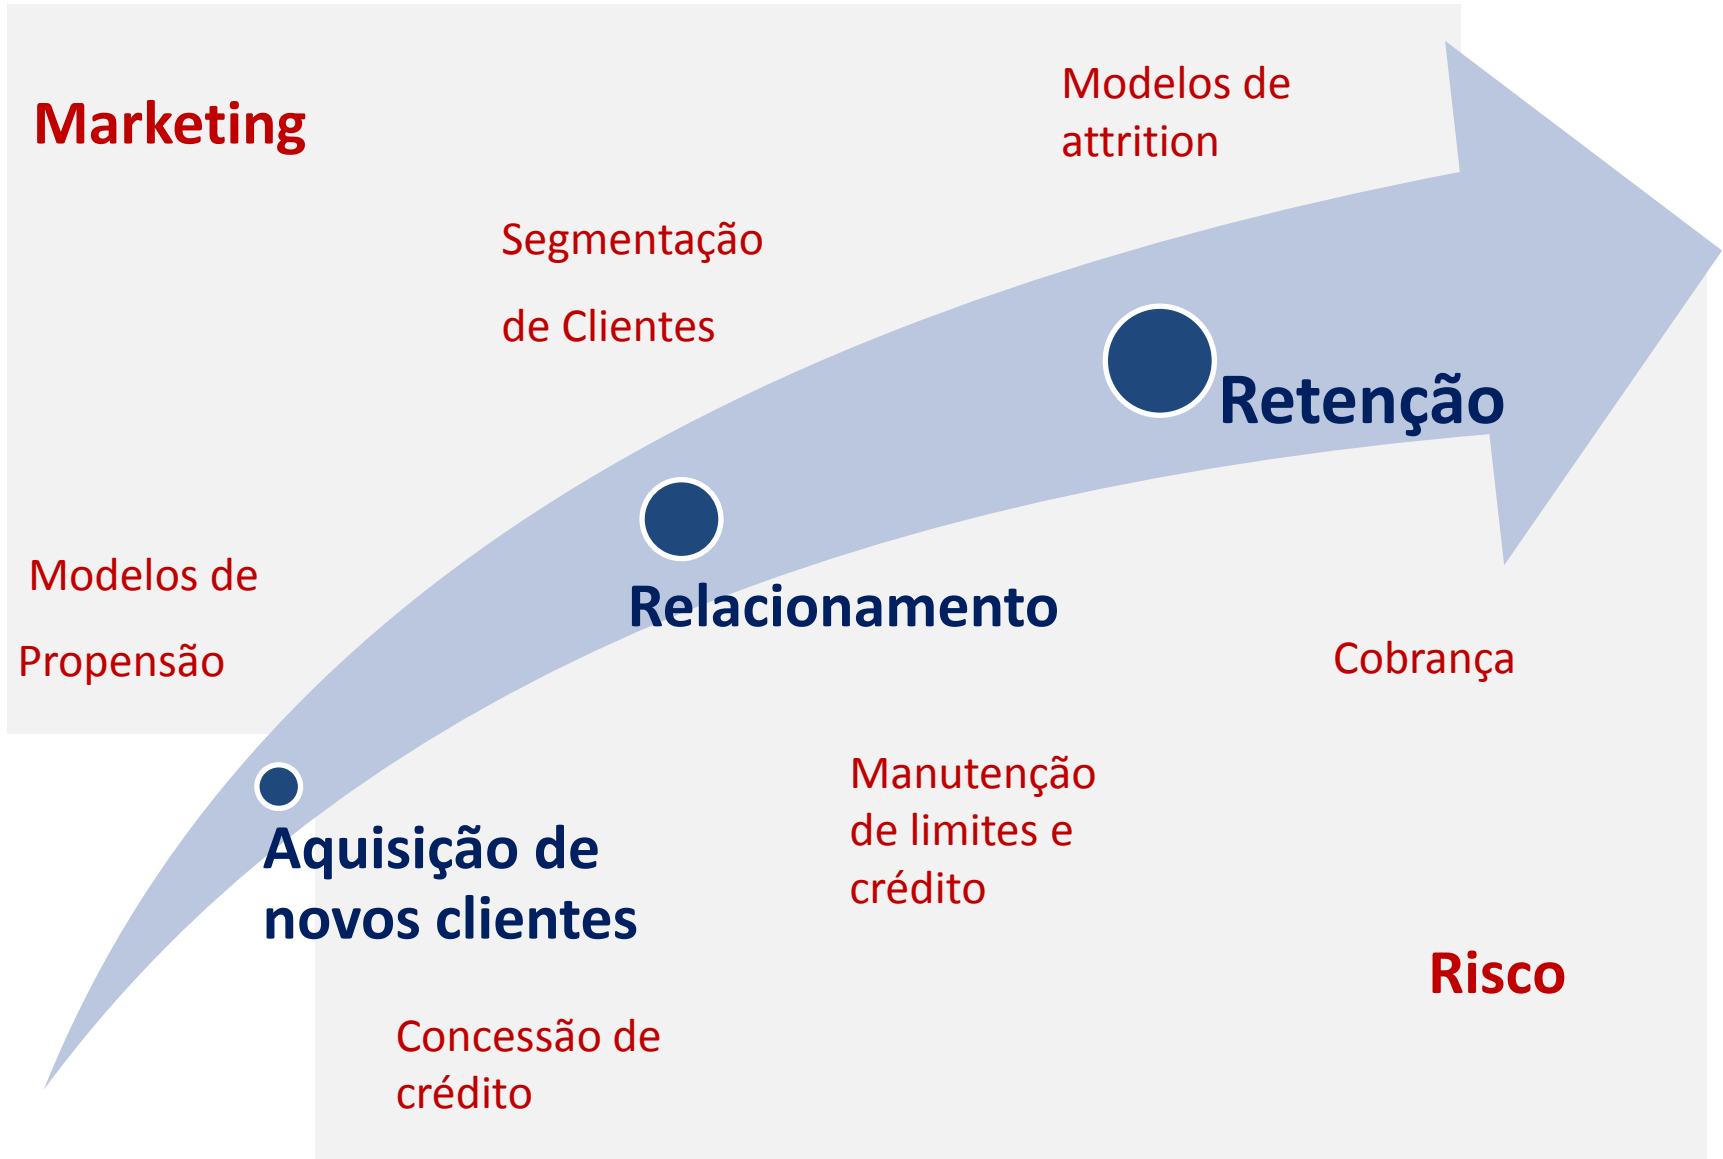 Marketing
Modelos de
attrition
Segmentação
de Clientes
Retenção
Modelos de
Propensão
Relacionamento
Cobrança
Manutenção
de limites e
crédito
Aquisição de
novos clientes
Risco
Concessão de
crédito